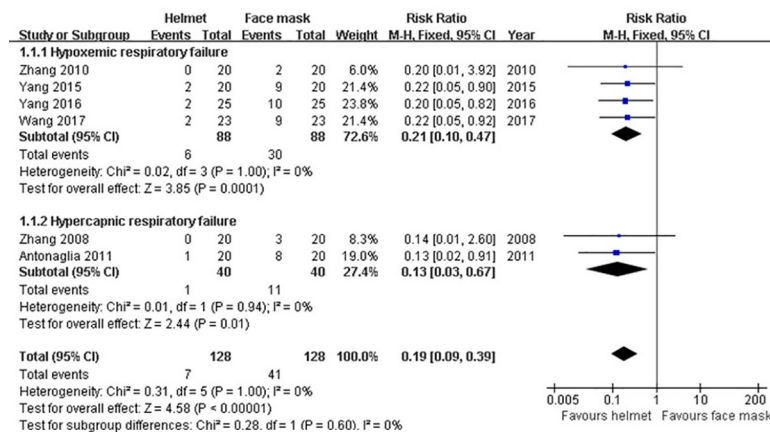 Helmet Face mask Risk Ratio Risk Ratio
Study or Subgroup Events Total Events Total Weight M-H, Fixed, 95% CI Year M-H, Fixed, 95% CI
1.1.1 Hypoxemic respiratory failure
Zhang 2010 0 20 2 20 6.0% 0.20 [0.01, 3.92] 2010
Yang 2015 2 20 9 20 21.4% 0.22 [0.05, 0.90] 2015
Yang 2016 2 25 10 25 23.8% 0.20 [0.05, 0.82] 2016
Wang 2017 2 23 9 23 21.4% 0.22 [0.05, 0.92] 2017
Subtotal (95% CI) 88 88 72.6% 0.21 [0.10, 0.47]
Total events 6 30
Heterogeneity: Chi² = 0.02, df = 3 (P = 1.00); I² = 0%
Test for overall effect: Z = 3.85 (P = 0.0001)
1.1.2 Hypercapnic respiratory failure
Zhang 2008 0 20 3 20 8.3% 0.14 [0.01, 2.60] 2008
Antonaglia 2011 1 20 8 20 19.0% 0.13 [0.02, 0.91] 2011
Subtotal (95% CI) 40 40 27.4% 0.13 [0.03, 0.67]
Total events 1 11
Heterogeneity: Chi² = 0.01, df = 1 (P = 0.94); I² = 0%
Test for overall effect: Z = 2.44 (P = 0.01)
Total (95% CI) 128 128 100.0% 0.19 [0.09, 0.39]
Total events 7 41
Heterogeneity: Chi² = 0.31, df = 5 (P = 1.00); I² = 0%
Test for overall effect: Z = 4.58 (P < 0.00001)
Test for subgroup differences: Chi² = 0.28, df = 1 (P = 0.60), I² = 0%
0.005 0.1 1 10 200
Favours helmet Favours face mask